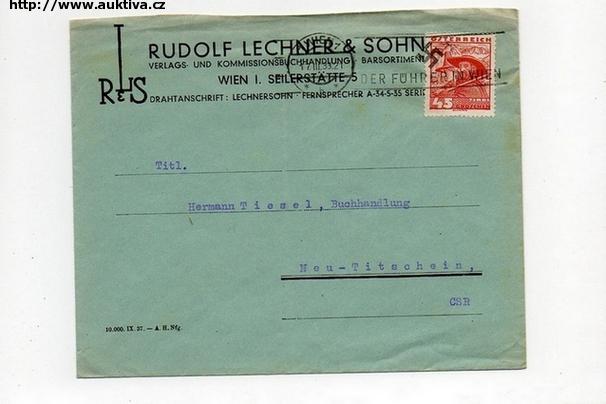 http://www.auktiva.cz
RUDOLF LECHNER & SOHN
VERLAGS- UND KOMMISSIONSBUCHHANDLUNG BARSORTIMENT
WIEN I. SEILERSTÄTTE 5
DRAHTANSCHRIFT: LECHNERSOHN - FERNSPRECHER A-34-5-35 SERIE
R & S
WIEN
DER FÜHRER IN WIEN
ÖSTERREICH
45
GROSCHEN
Titl.
Hermann T i e s e l , Buchhandlung
Neu-Titschein,
CSR
10.000. IX. 37. — A. H. Nfg.